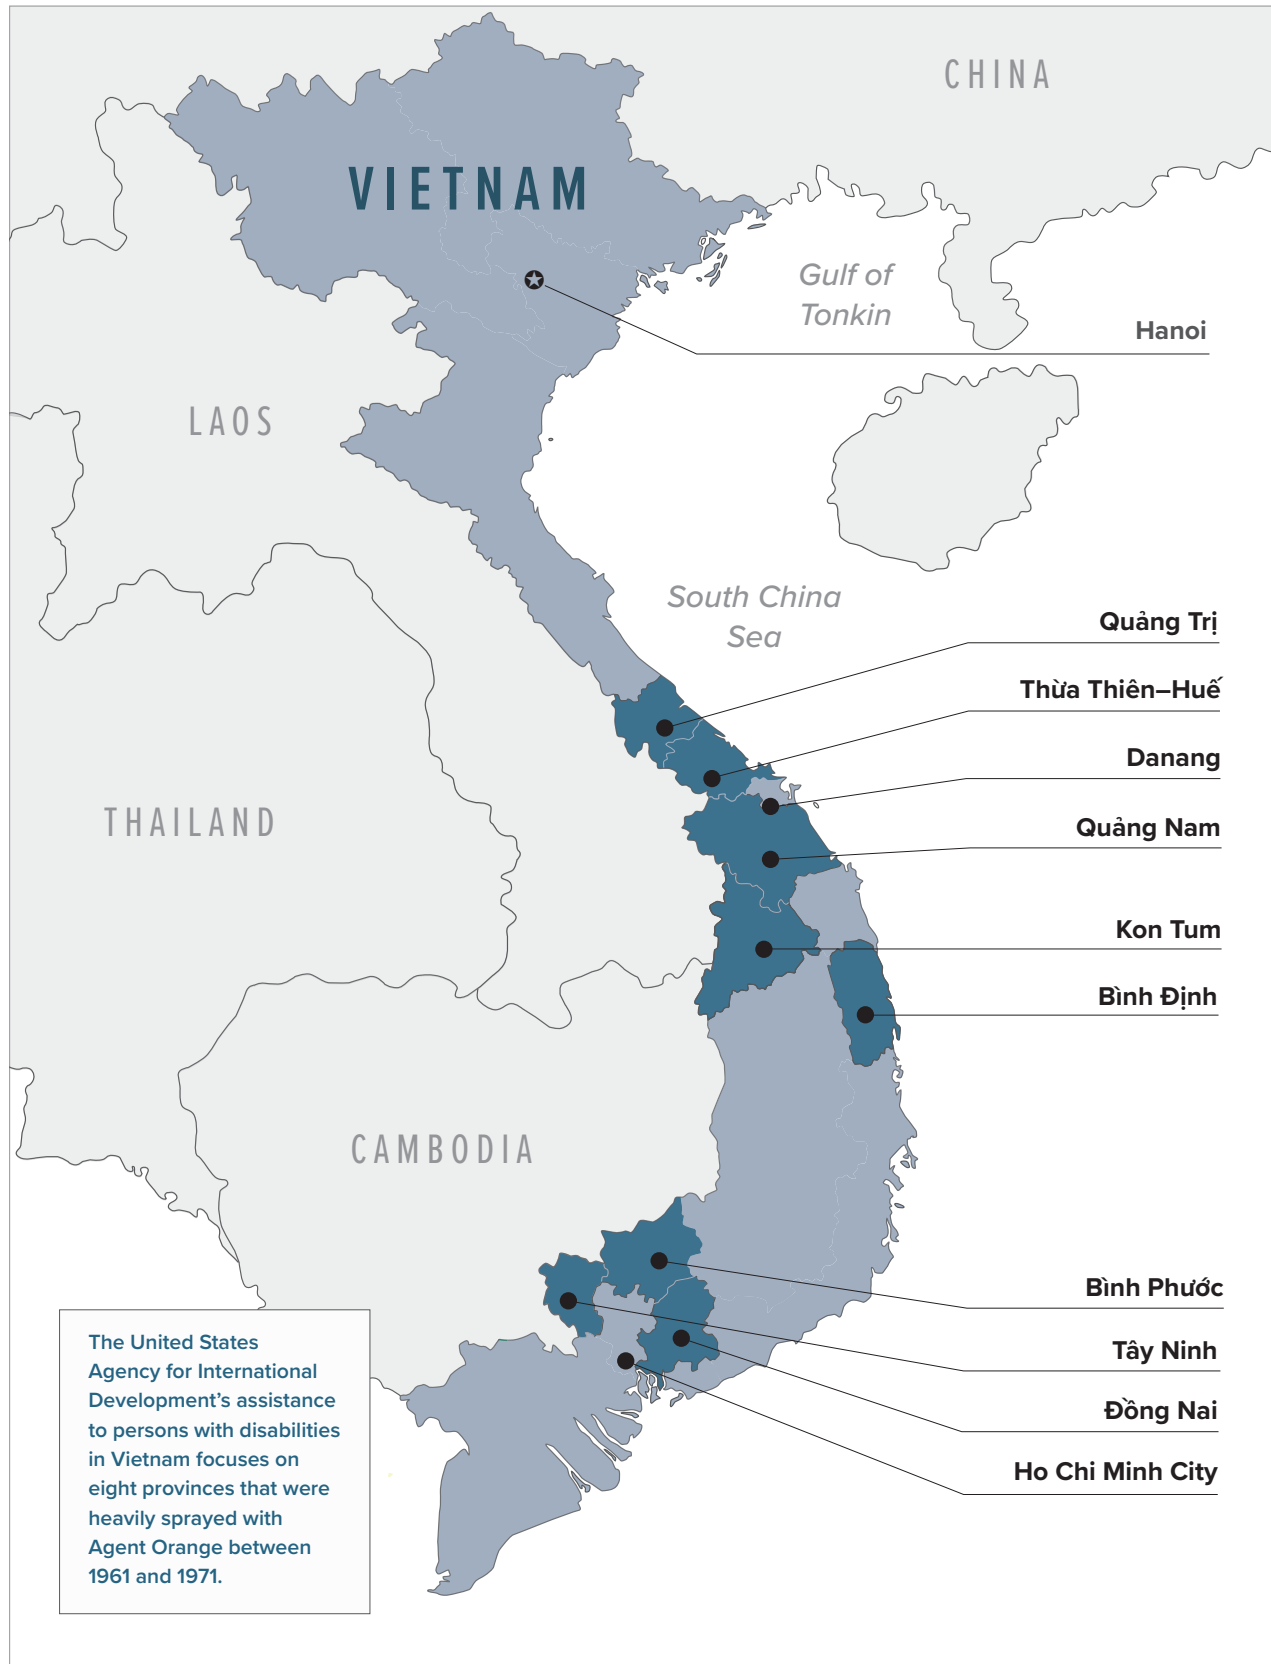 CHINA
VIETNAM
Gulf of
Tonkin
Hanoi
LAOS
South China
Sea
Quảng Trị
Thừa Thiên–Huế
Danang
THAILAND
Quảng Nam
Kon Tum
Bình Định
CAMBODIA
Bình Phước
Tây Ninh
Đồng Nai
Ho Chi Minh City
The United States
Agency for International
Development’s assistance
to persons with disabilities
in Vietnam focuses on
eight provinces that were
heavily sprayed with
Agent Orange between
1961 and 1971.